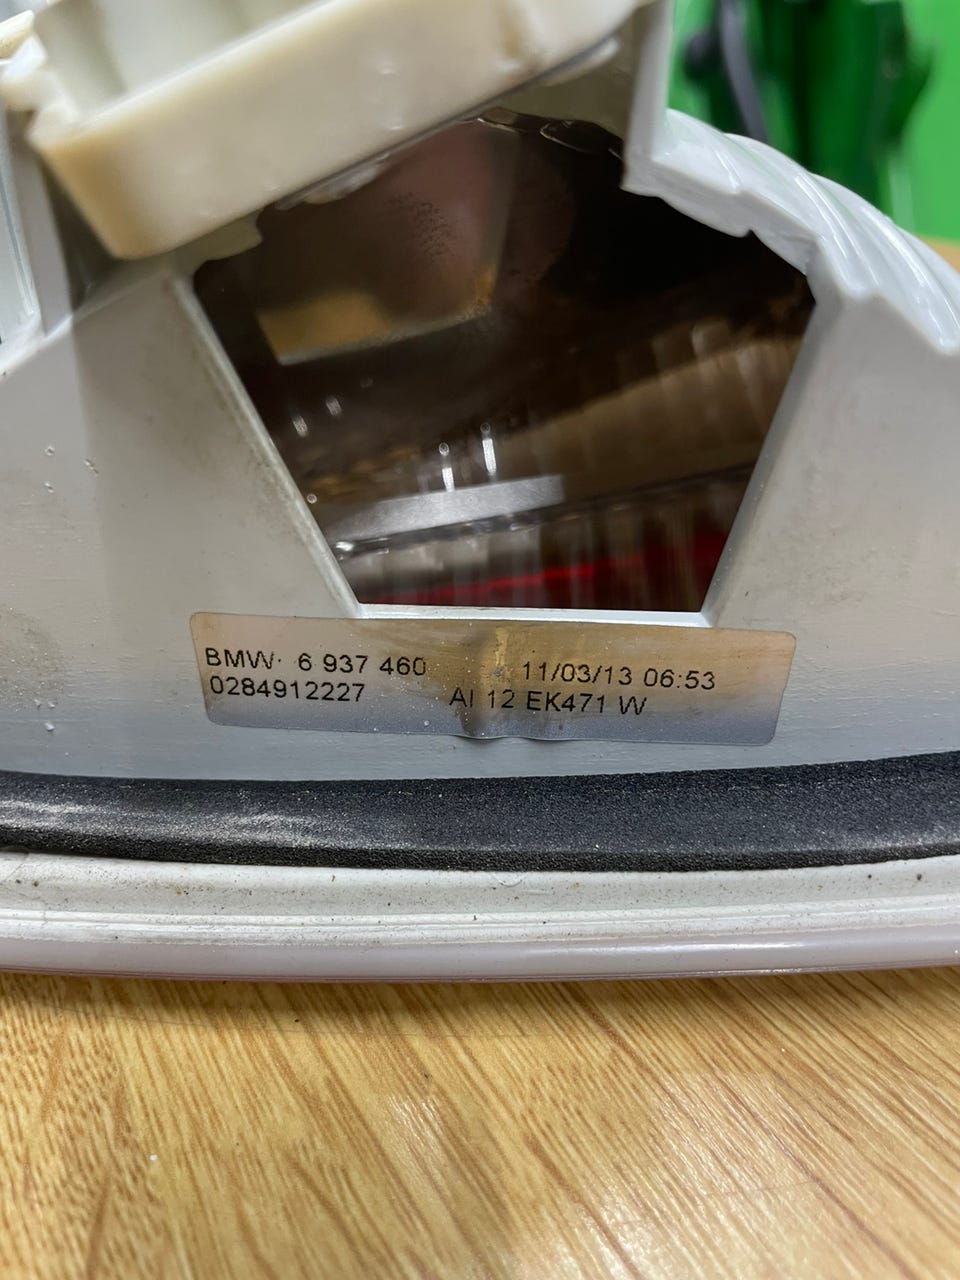 BMW· 6 937 460 11/03/13 06:53
0284912227 AI 12 EK471 W